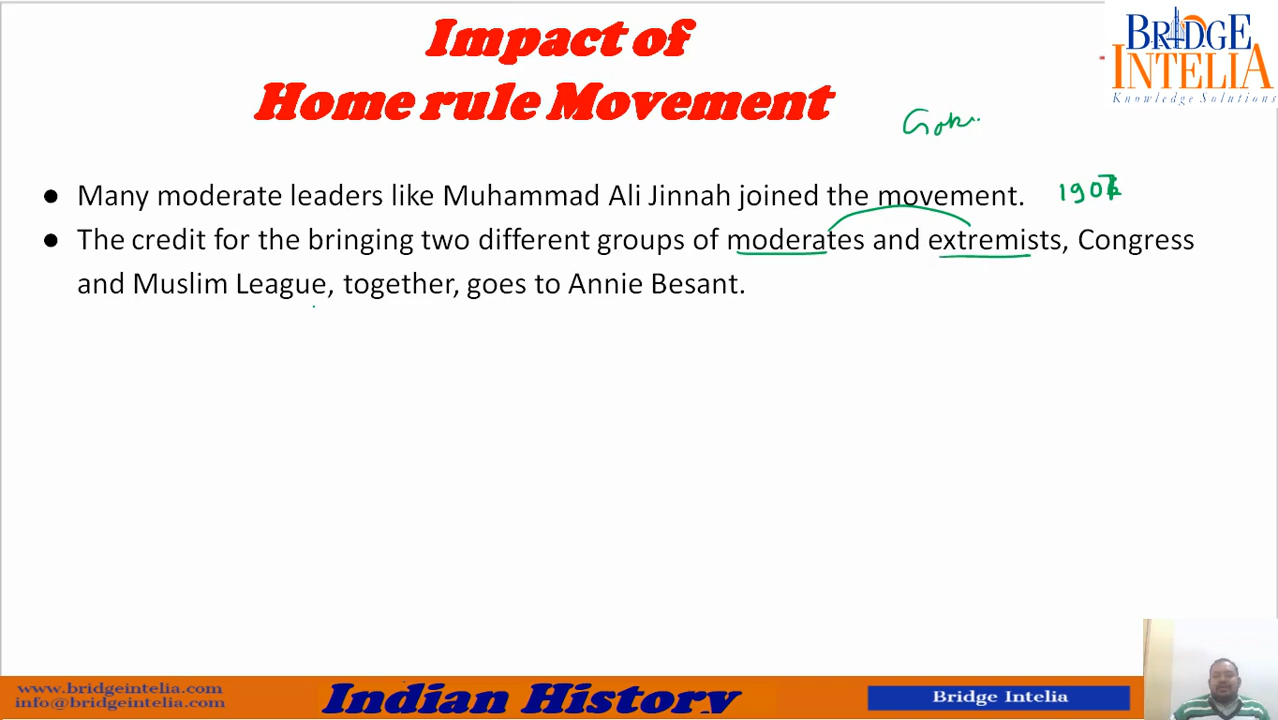 Impact of
Home rule Movement
BRIDGE
INTELIA
Knowledge Solutions
● Many moderate leaders like Muhammad Ali Jinnah joined the movement.
● The credit for the bringing two different groups of moderates and extremists, Congress
and Muslim League, together, goes to Annie Besant.
www.bridgeintelia.com
info@bridgeintelia.com
Indian History
Bridge Intelia